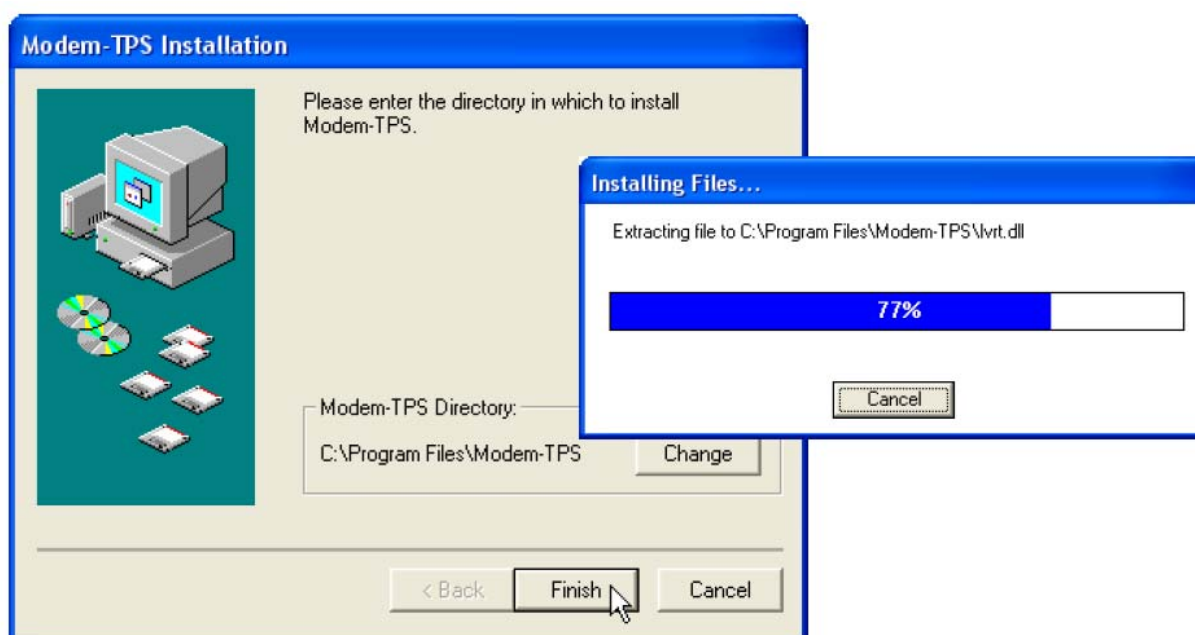 Modem-TPS Installation
Please enter the directory in which to install
Modem-TPS.
Modem-TPS Directory:
C:\Program Files\Modem-TPS
Change
< Back
Finish
Cancel
Installing Files...
Extracting file to C:\Program Files\Modem-TPS\lvrt.dll
77%
Cancel